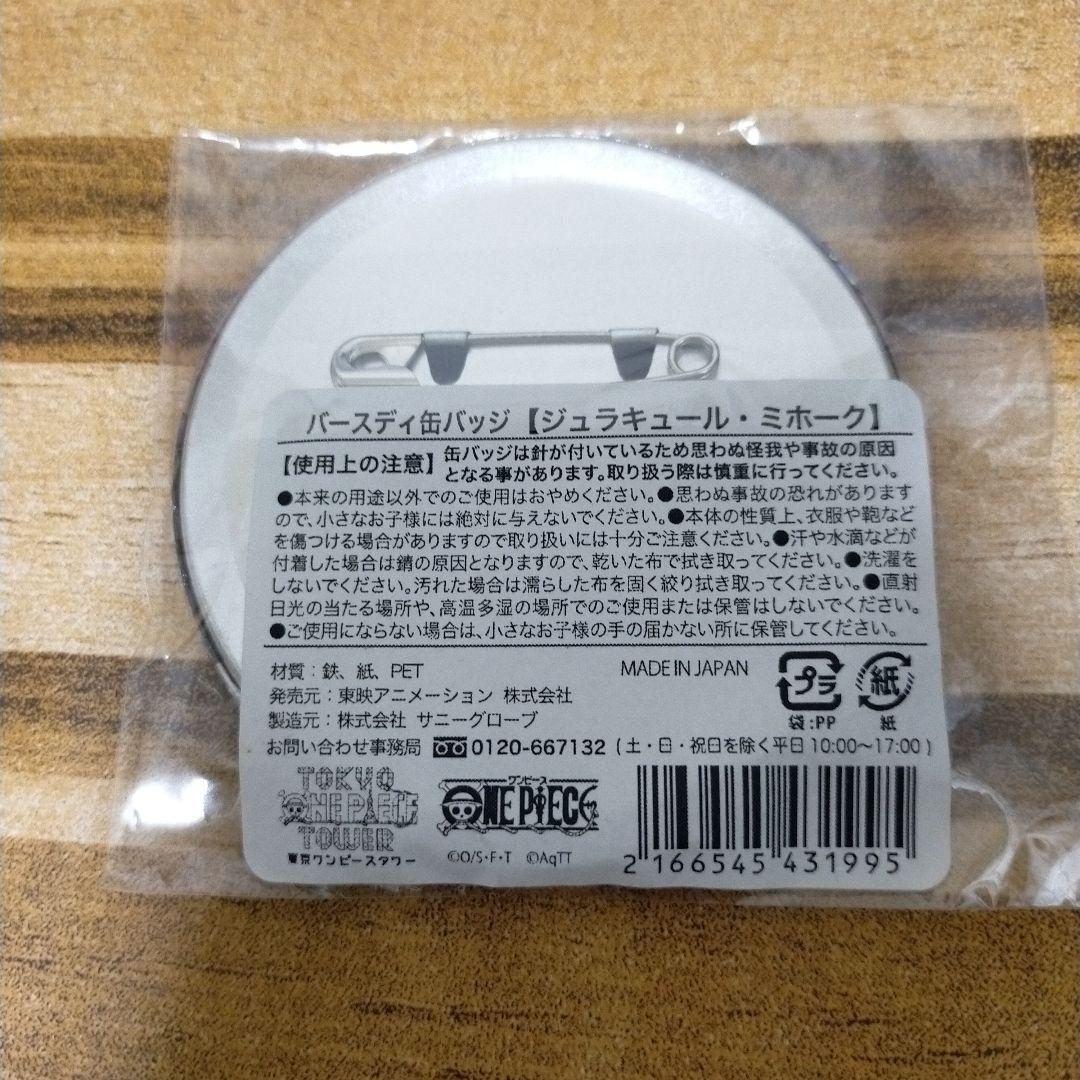 バースディ缶バッジ【ジュラキュール・ミホーク】
【使用上の注意】缶バッジは針が付いているため思わぬ怪我や事故の原因
となる事があります。取り扱う際は慎重に行ってください。
●本来の用途以外でのご使用はおやめください。●思わぬ事故の恐れがあります
ので、小さなお子様には絶対に与えないでください。●本体の性質上、衣服や鞄など
を傷つける場合がありますので取り扱いには十分ご注意ください。●汗や水滴などが
付着した場合は錆の原因となりますので、乾いた布で拭き取ってください。●洗濯を
しないでください。汚れた場合は濡らした布を固く絞り拭き取ってください。●直射
日光の当たる場所や、高温多湿の場所でのご使用または保管はしないでください。
●ご使用にならない場合は、小さなお子様の手の届かない所に保管してください。
材質：鉄、紙、PET
MADE IN JAPAN
プラ
紙
発売元：東映アニメーション 株式会社
製造元：株式会社 サニーグローブ
袋:PP
紙
お問い合わせ事務局 0120-667132 (土・日・祝日を除く平日 10:00～17:00)
TOKYO
ONE PIECE
TOWER
東京ワンピースタワー
ワンピース
ONE PIECE
©O/S・F・T ©AqTT
2 166545 431995